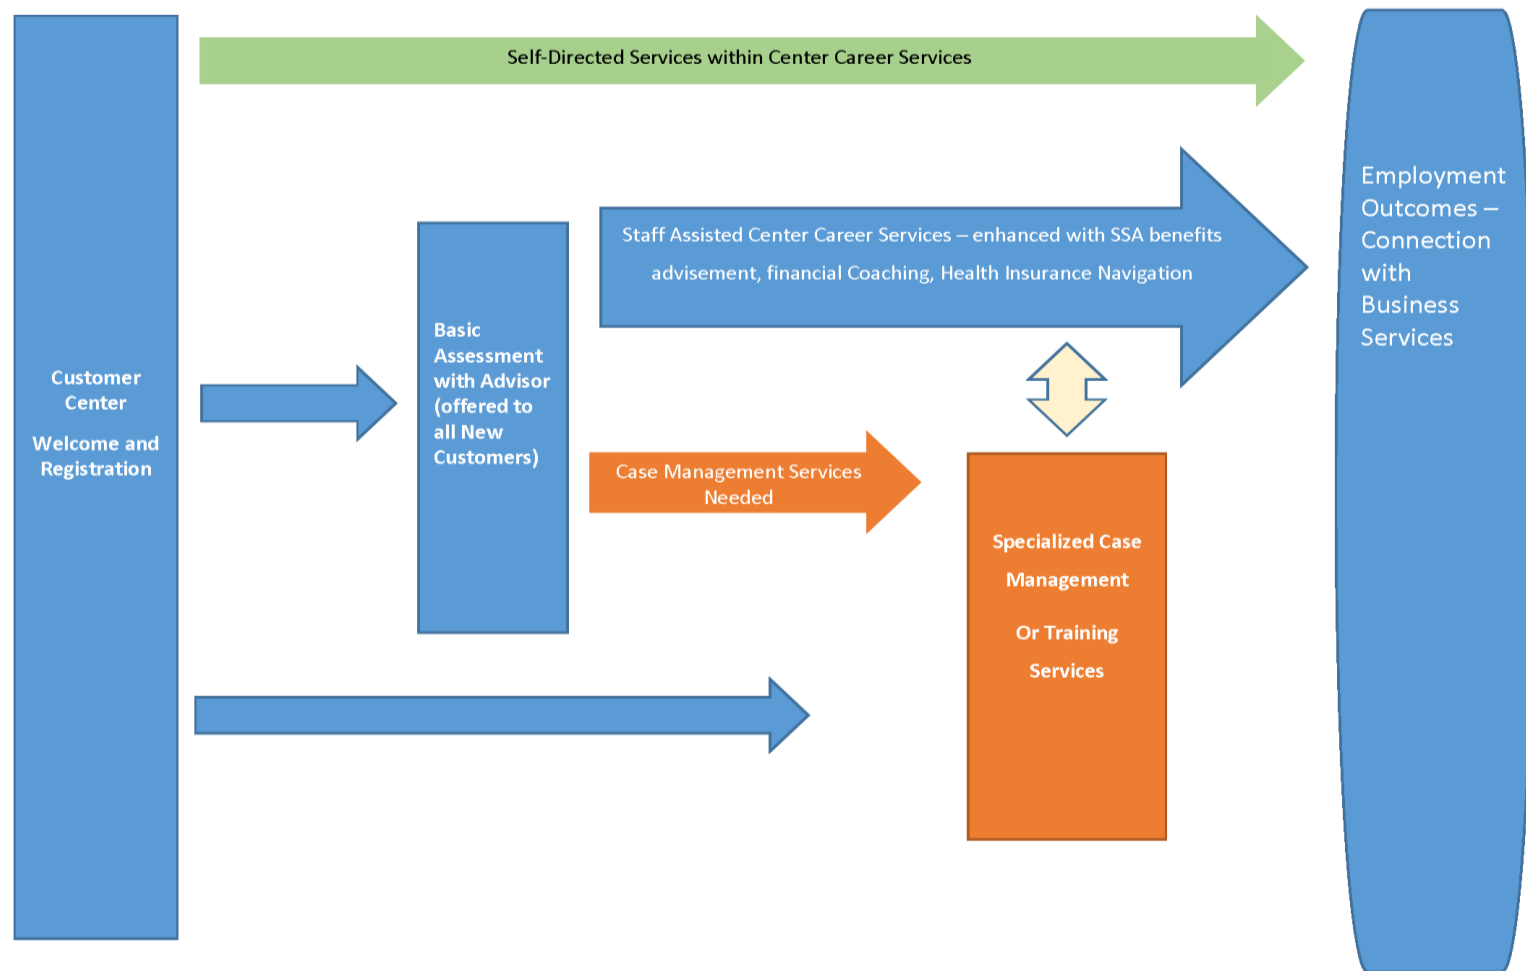 Self-Directed Services within Center Career Services
Customer
Center
Welcome and
Registration
Basic
Assessment
with Advisor
(offered to
all New
Customers)
Staff Assisted Center Career Services – enhanced with SSA benefits
advisement, financial Coaching, Health Insurance Navigation
Case Management Services
Needed
Specialized Case
Management
Or Training
Services
Employment
Outcomes –
Connection
with
Business
Services